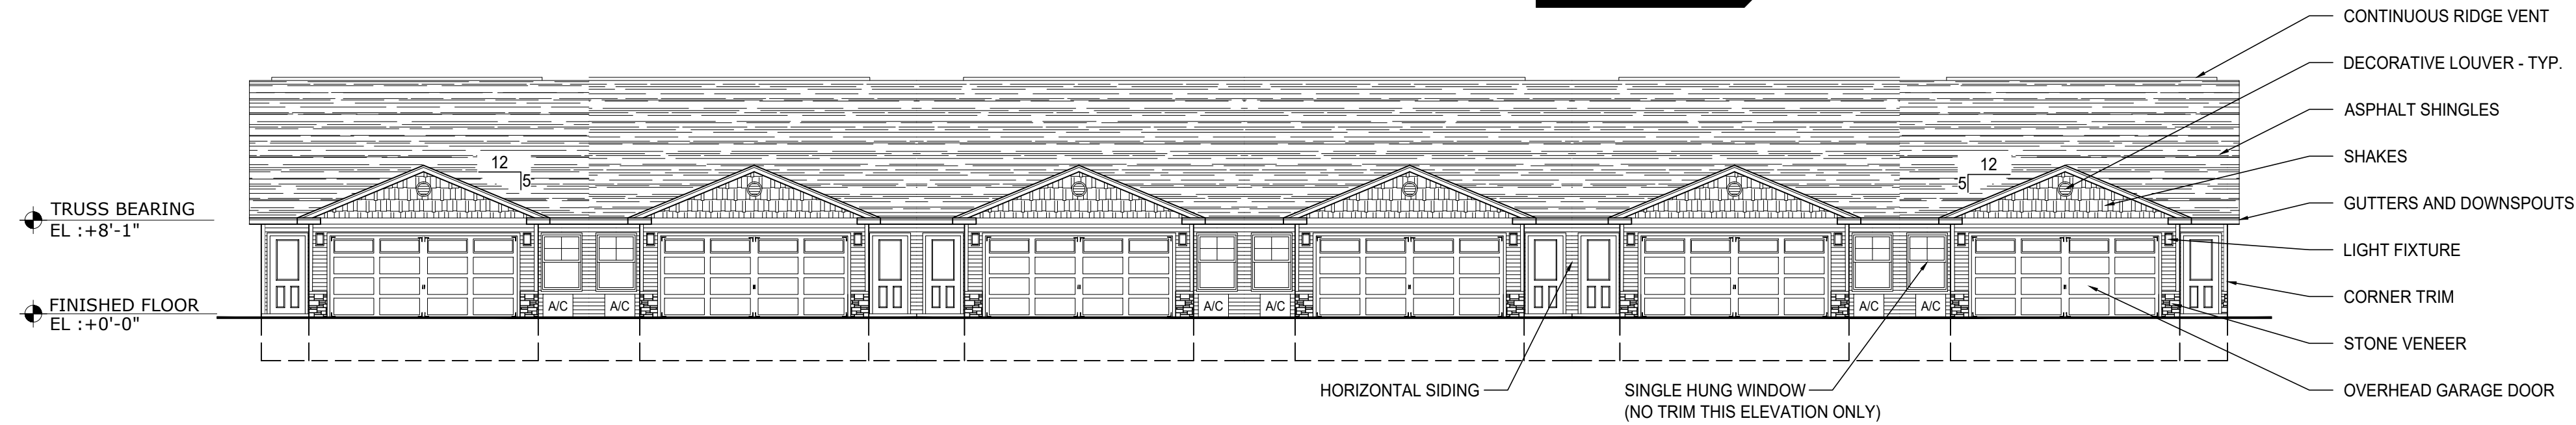 CONTINUOUS RIDGE VENT
DECORATIVE LOUVER - TYP.
ASPHALT SHINGLES
SHAKES
GUTTERS AND DOWNSPOUTS
LIGHT FIXTURE
CORNER TRIM
STONE VENEER
OVERHEAD GARAGE DOOR
12
5
12
5
TRUSS BEARING
EL :+8'-1"
FINISHED FLOOR
EL :+0'-0"
A/C
A/C
A/C
A/C
A/C
A/C
HORIZONTAL SIDING
SINGLE HUNG WINDOW
(NO TRIM THIS ELEVATION ONLY)